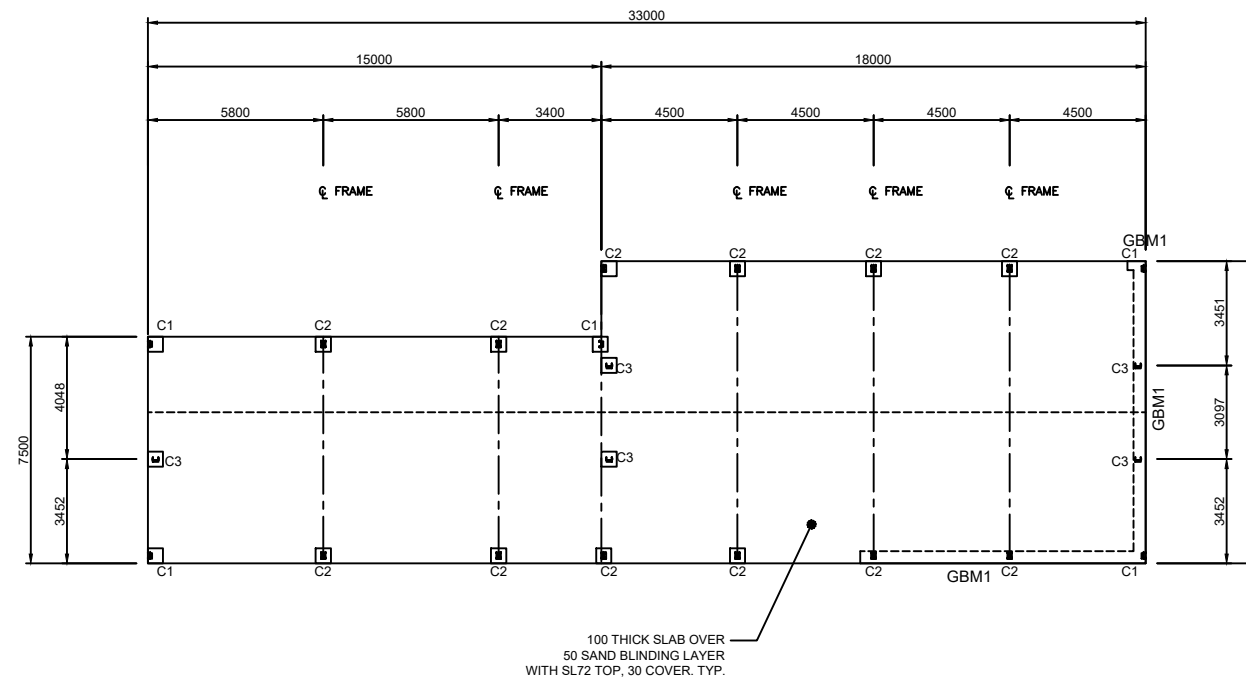 33000
15000
18000
5800
5800
3400
4500
4500
4500
4500
℄ FRAME
℄ FRAME
℄ FRAME
℄ FRAME
℄ FRAME
GBM1
C2
C2
C2
C2
C1
C1
C2
C2
C1
3451
C3
C3
4048
7500
3097
GBM1
C3
C3
C3
3452
3452
C1
C2
C2
C2
C2
C2
GBM1
C2
C1
100 THICK SLAB OVER
50 SAND BLINDING LAYER
WITH SL72 TOP, 30 COVER. TYP.